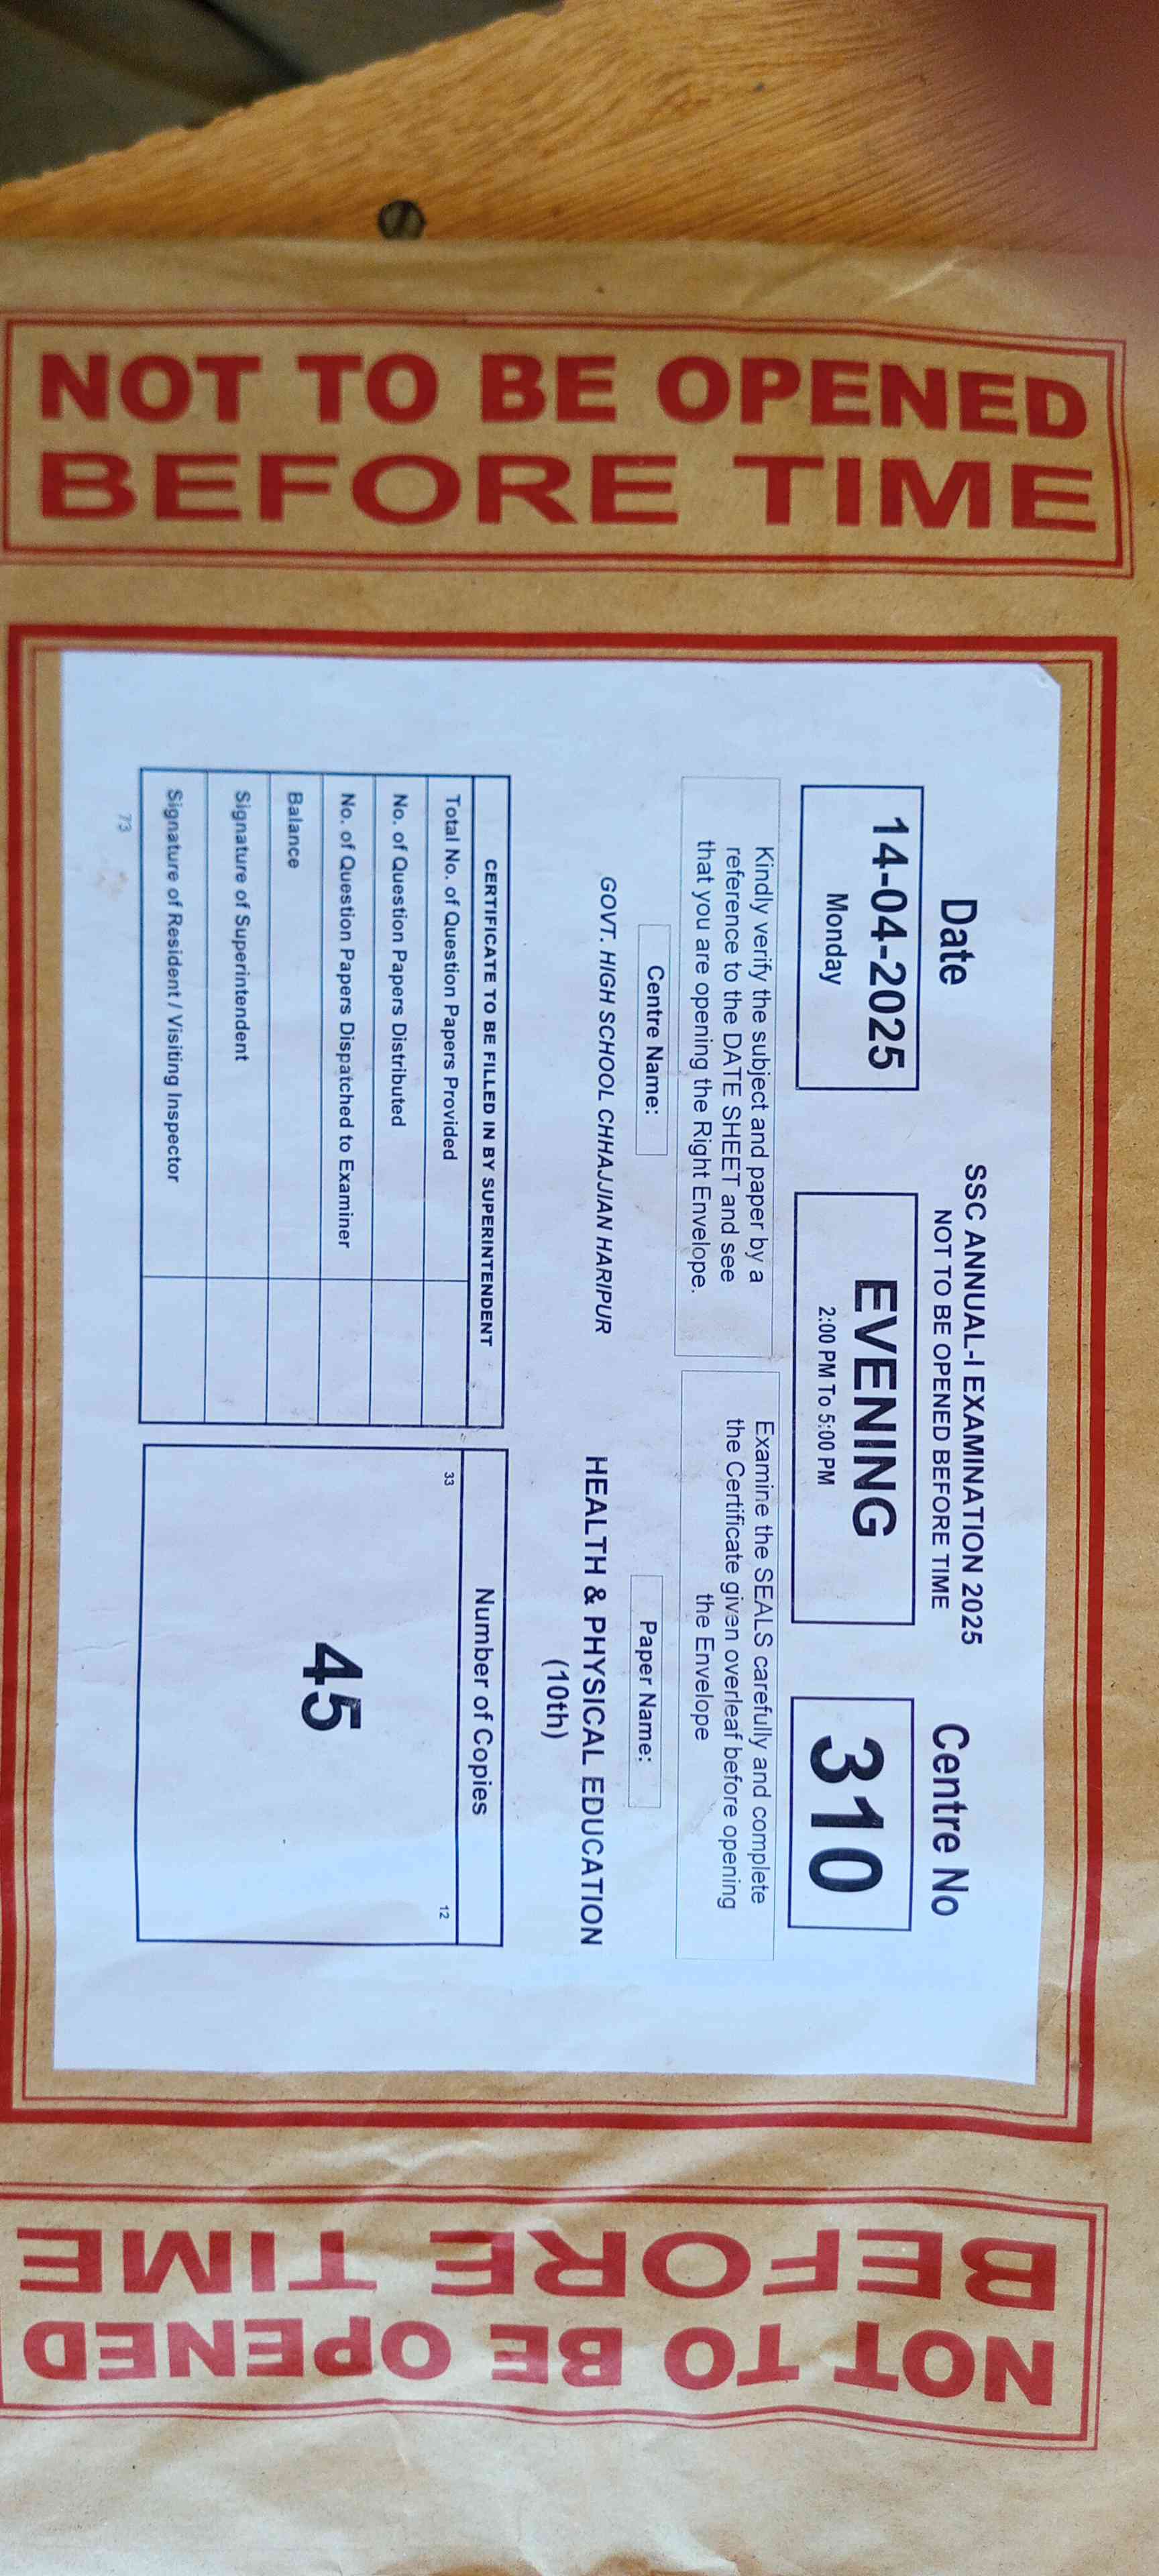 NOT TO BE OPENED
BEFORE TIME
SSC ANNUAL-I EXAMINATION 2025
NOT TO BE OPENED BEFORE TIME
Date
Centre No
14-04-2025
Monday
EVENING
2:00 PM To 5:00 PM
310
Kindly verify the subject and paper by a
reference to the DATE SHEET and see
that you are opening the Right Envelope.
Examine the SEALS carefully and complete
the Certificate given overleaf before opening
the Envelope
Centre Name:
Paper Name:
GOVT. HIGH SCHOOL CHHAJJIAN HARIPUR
HEALTH & PHYSICAL EDUCATION
(10th)
CERTIFICATE TO BE FILLED IN BY SUPERINTENDENT
Total No. of Question Papers Provided
No. of Question Papers Distributed
No. of Question Papers Dispatched to Examiner
Balance
Signature of Superintendent
Signature of Resident / Visiting Inspector
73
Number of Copies
33
12
45
NOT TO BE OPENED
BEFORE TIME